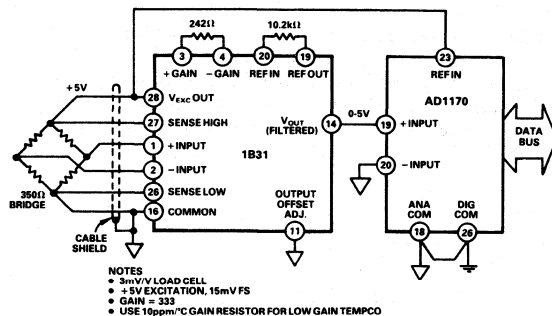 242Ω
10.2kΩ
3
4
20
19
+ GAIN
− GAIN
REF IN
REF OUT
23
REF IN
+5V
28
VEXC OUT
27
SENSE HIGH
1
+ INPUT
2
− INPUT
26
SENSE LOW
16
COMMON
350Ω
BRIDGE
CABLE
SHIELD
1B31
VOUT
(FILTERED)
14
0-5V
OUTPUT
OFFSET
ADJ.
11
AD1170
19
+ INPUT
20
− INPUT
ANA
COM
18
DIG
COM
26
DATA
BUS
NOTES
• 3mV/V LOAD CELL
• +5V EXCITATION, 15mV FS
• GAIN = 333
• USE 10ppm/°C GAIN RESISTOR FOR LOW GAIN TEMPCO